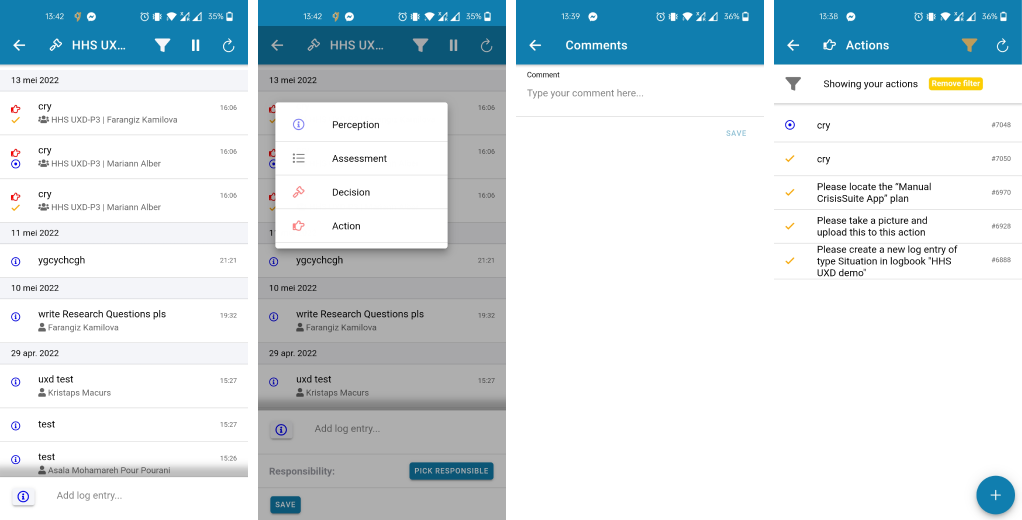 13:42
35%
HHS UX...
13 mei 2022
cry
16:06
HHS UXD-P3 | Farangiz Kamilova
cry
16:06
HHS UXD-P3 | Mariann Alber
cry
16:06
HHS UXD-P3 | Mariann Alber
11 mei 2022
ygcychcgh
21:21
10 mei 2022
write Research Questions pls
19:32
Farangiz Kamilova
29 apr. 2022
uxd test
15:27
Kristaps Macurs
test
15:27
test
15:26
Asala Mohamareh Pour Pourani
Add log entry...
13:42
35%
HHS UX...
13 mei 2022
16:06
Perception
Assessment
16:06
Decision
16:06
Action
11
ygcychcgh
21:21
10 mei 2022
write Research Questions pls
19:32
Farangiz Kamilova
29 apr. 2022
uxd test
15:27
Kristaps Macurs
Add log entry...
Responsibility:
PICK RESPONSIBLE
SAVE
13:39
36%
Comments
Comment
Type your comment here...
SAVE
13:38
36%
Actions
Showing your actions
Remove filter
cry
#7048
cry
#7050
Please locate the "Manual
CrisisSuite App" plan
#6970
Please take a picture and
upload this to this action
#6928
Please create a new log entry of
type Situation in logbook "HHS
UXD demo"
#6888